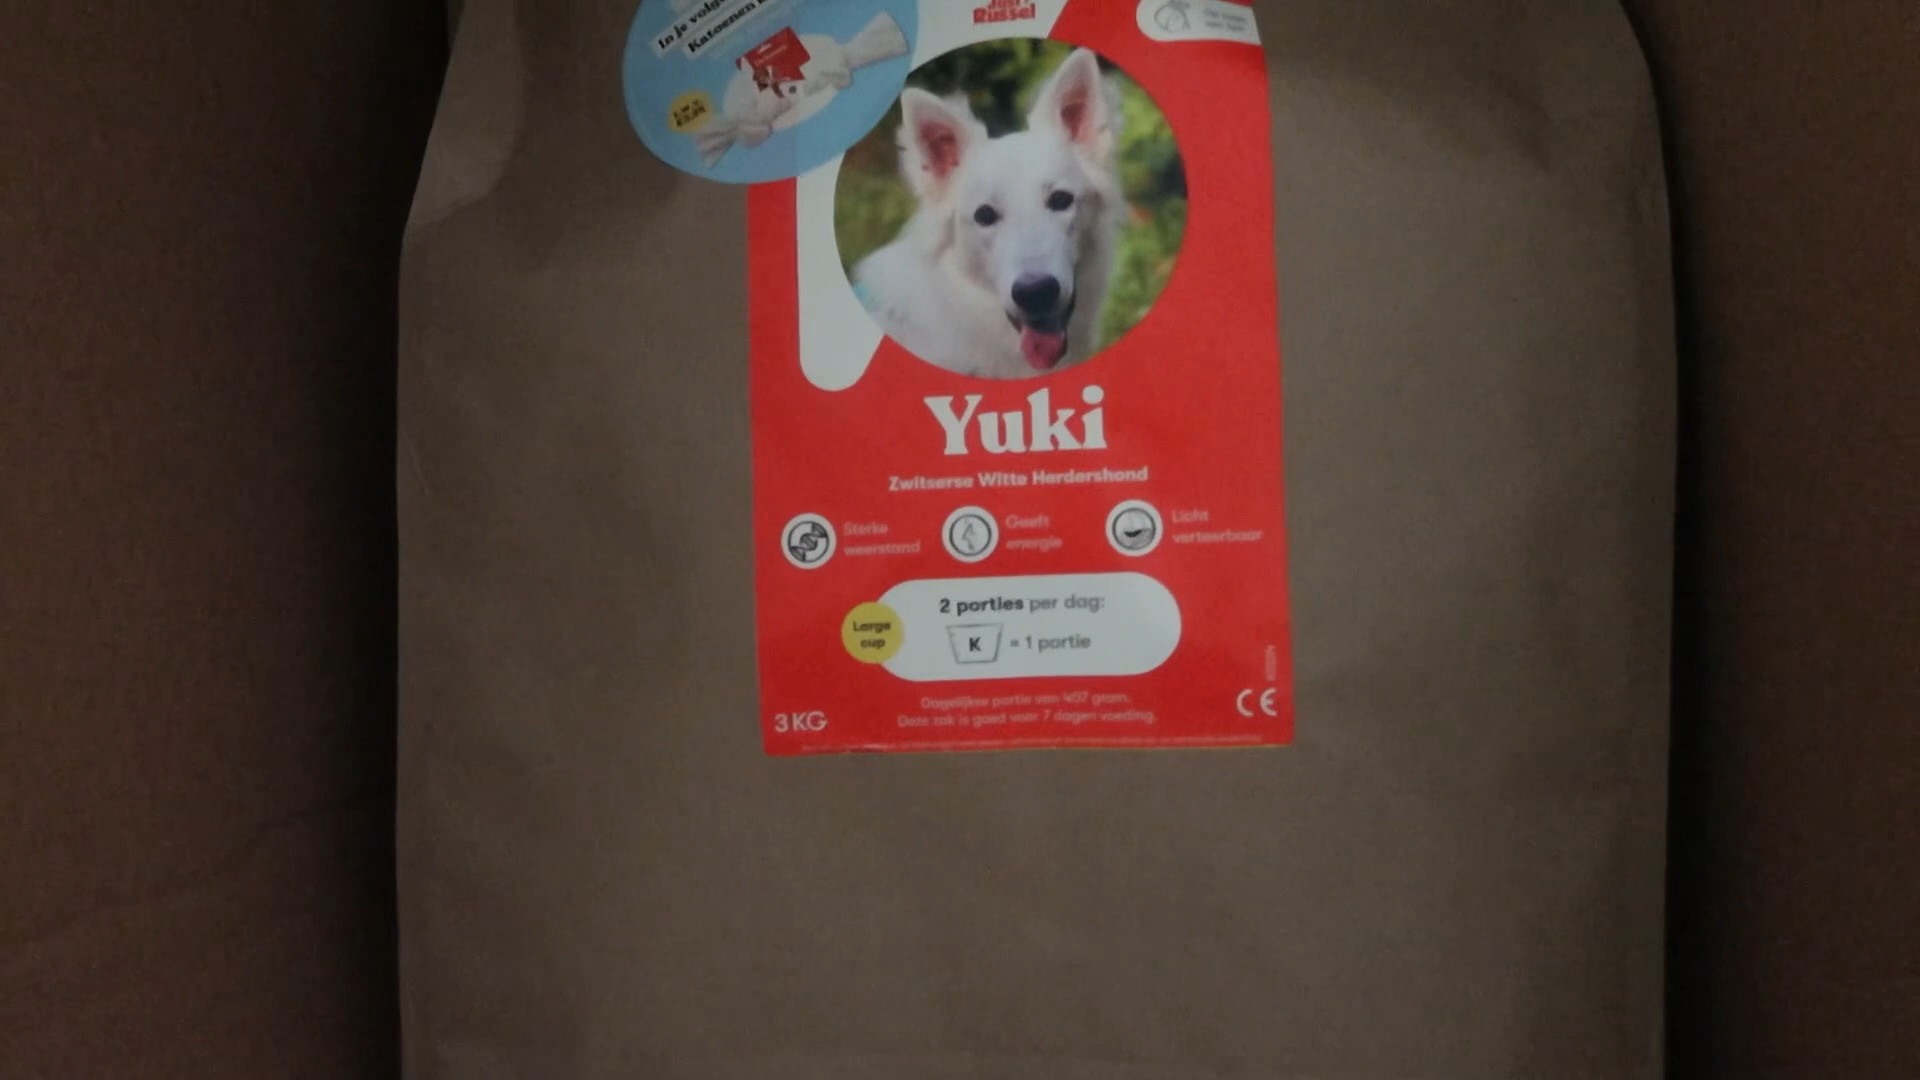 In je volg
Katoenen
Just
Russel
Yuki
Zwitserse Witte Herdershond
Sterke
weerstand
Geeft
energie
Licht
verteerbaar
2 porties per dag:
Large
cup
K = 1 portie
Dagelijkse portie van 407 gram.
Deze zak is goed voor 7 dagen voeding.
3 KG
CE